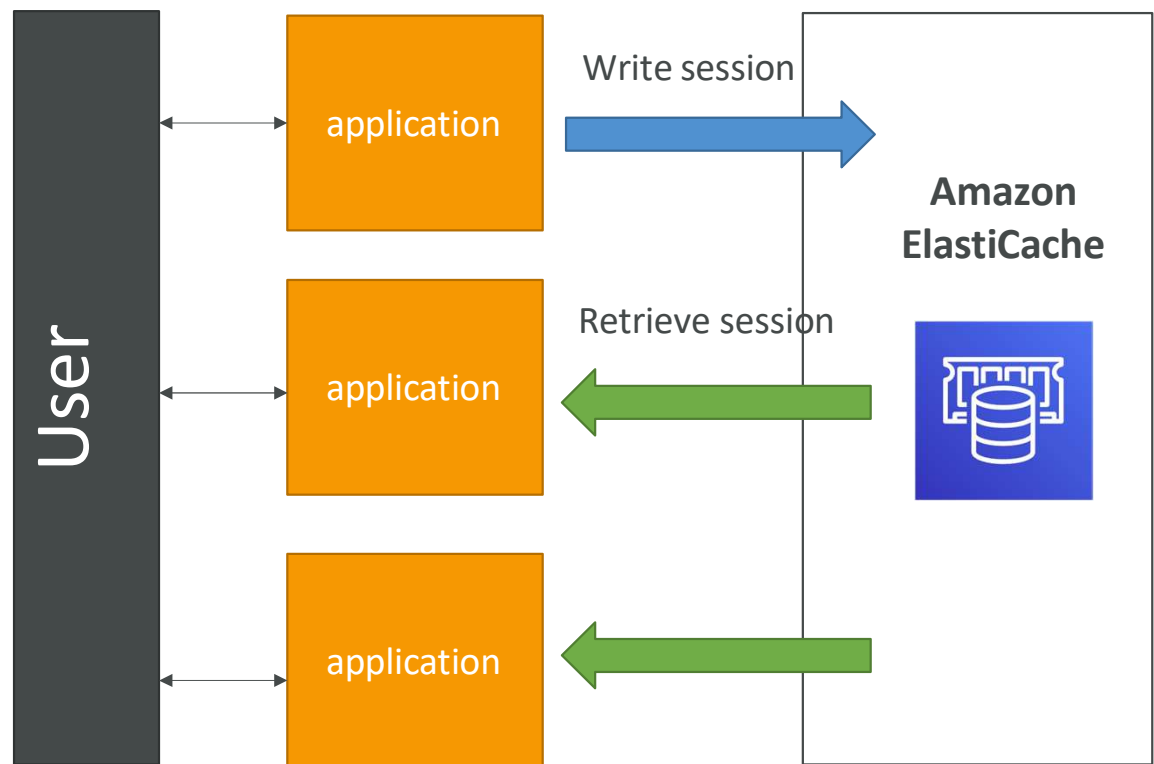 User
application
Write session
Amazon
ElastiCache
application
Retrieve session
application